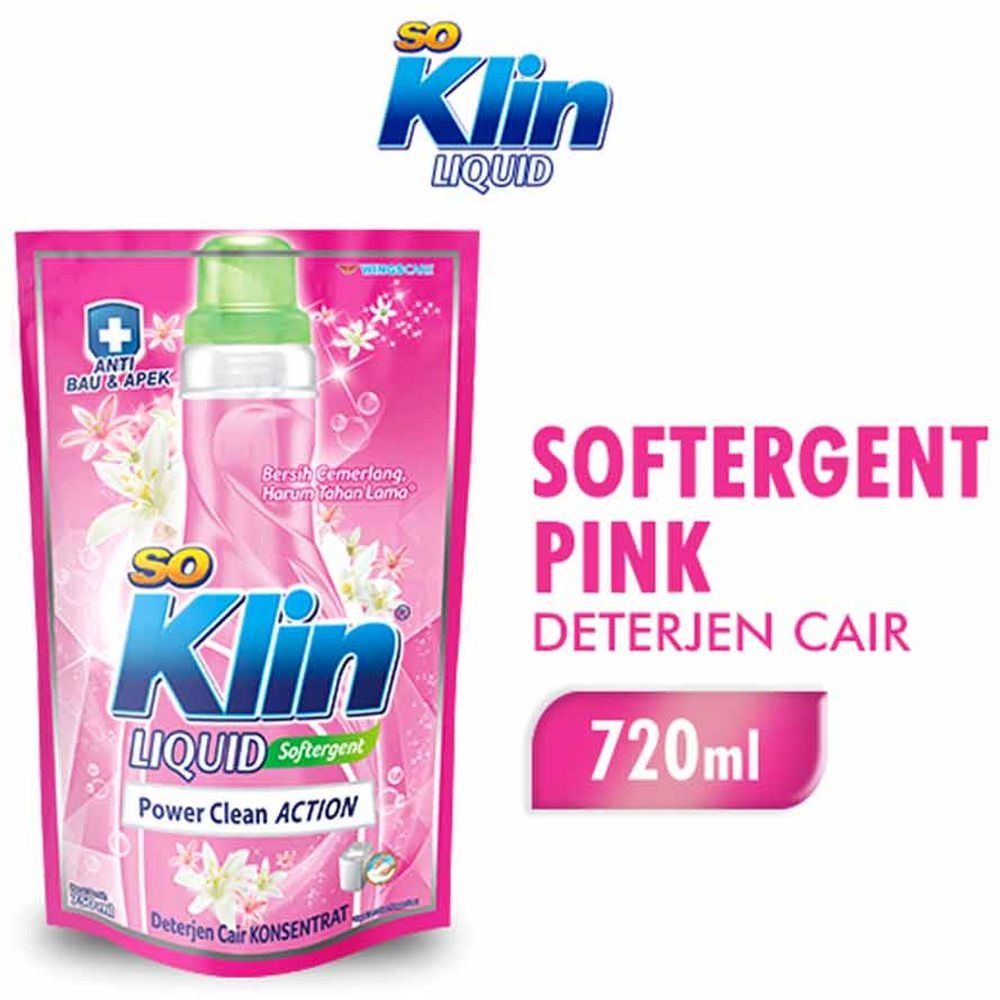 SO
Klin
LIQUID
WINGSCARE
ANTI
BAU & APEK
Bersih Cemerlang,
Harum Tahan Lama
SO
Klin®
LIQUID Softergent
Power Clean ACTION
750ml
Deterjen Cair KONSENTRAT
SOFTERGENT
PINK
DETERJEN CAIR
720ml